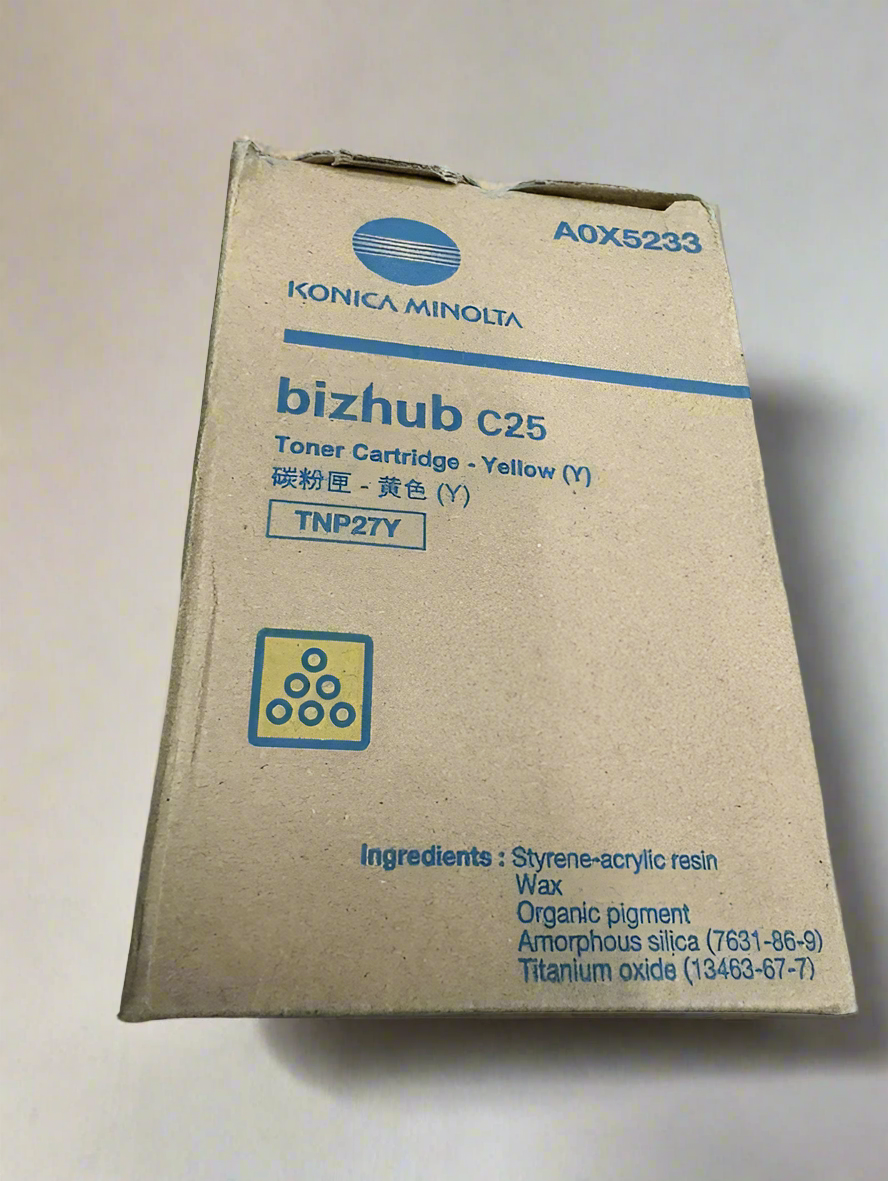 A0X5233
KONICA MINOLTA
bizhub C25
Toner Cartridge - Yellow (Y)
碳粉匣 - 黄色 (Y)
TNP27Y
Ingredients : Styrene-acrylic resin
Wax
Organic pigment
Amorphous silica (7631-86-9)
Titanium oxide (13463-67-7)